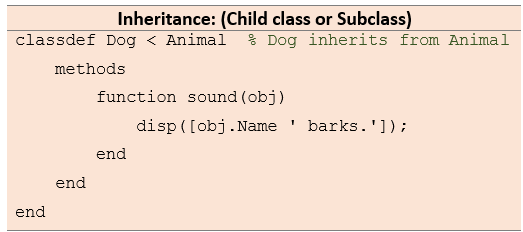 Inheritance: (Child class or Subclass)
classdef Dog < Animal  % Dog inherits from Animal
    methods
        function sound(obj)
            disp([obj.Name ' barks.']);
        end
    end
end